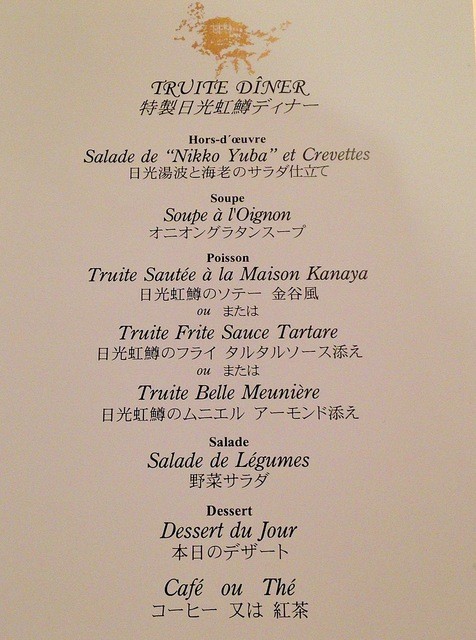 TRUITE DÎNER
特製日光虹鱒ディナー
Hors-d´œuvre
Salade de “Nikko Yuba” et Crevettes
日光湯波と海老のサラダ仕立て
Soupe
Soupe à l'Oignon
オニオングラタンスープ
Poisson
Truite Sautée à la Maison Kanaya
日光虹鱒のソテー 金谷風
ou または
Truite Frite Sauce Tartare
日光虹鱒のフライ タルタルソース添え
ou または
Truite Belle Meunière
日光虹鱒のムニエル アーモンド添え
Salade
Salade de Légumes
野菜サラダ
Dessert
Dessert du Jour
本日のデザート
Café ou Thé
コーヒー 又は 紅茶